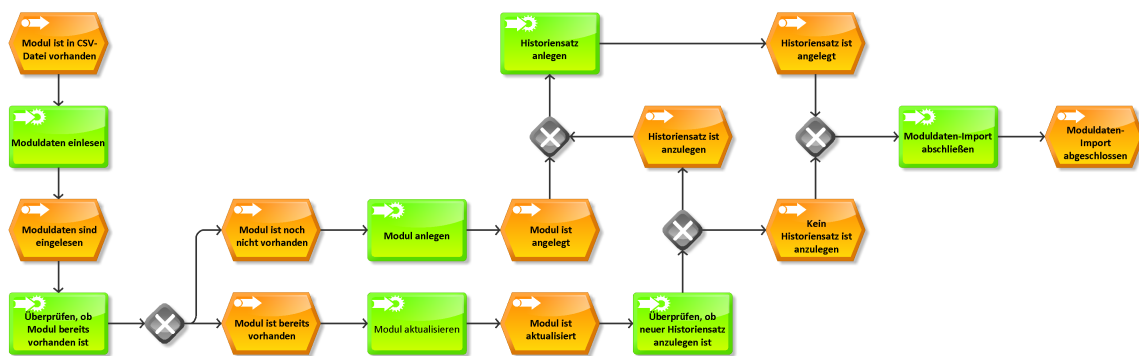 Modul ist in CSV-
Datei vorhanden
Moduldaten einlesen
Moduldaten sind
eingelesen
Überprüfen, ob
Modul bereits
vorhanden ist
Modul ist noch
nicht vorhanden
Modul ist bereits
vorhanden
Modul anlegen
Modul aktualisieren
Modul ist
angelegt
Modul ist
aktualisiert
Historiensatz
anlegen
Historiensatz ist
anzulegen
Überprüfen, ob
neuer Historiensatz
anzulegen ist
Historiensatz ist
angelegt
Kein
Historiensatz ist
anzulegen
Moduldaten-Import
abschließen
Moduldaten-
Import
abgeschlossen